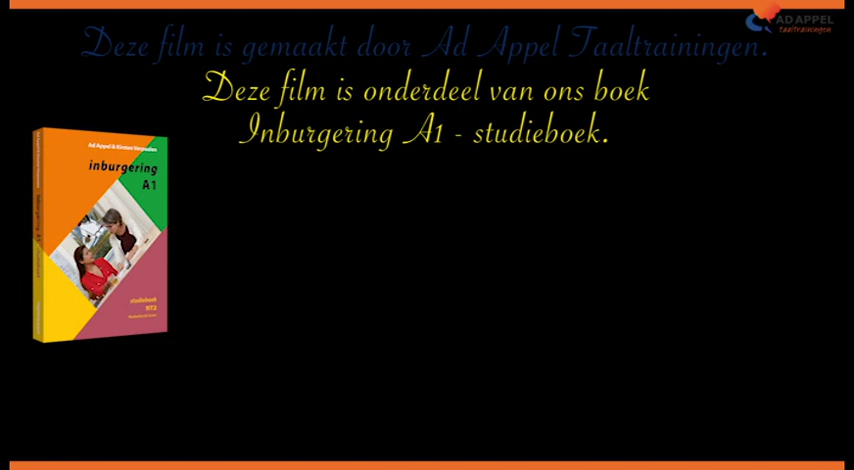 AD APPEL
taaltrainingen
Deze film is gemaakt door Ad Appel Taaltrainingen.
Deze film is onderdeel van ons boek
Inburgering A1 - studieboek.
Ad Appel & Kirsten Verpaalen
inburgering
A1
studieboek
NT2